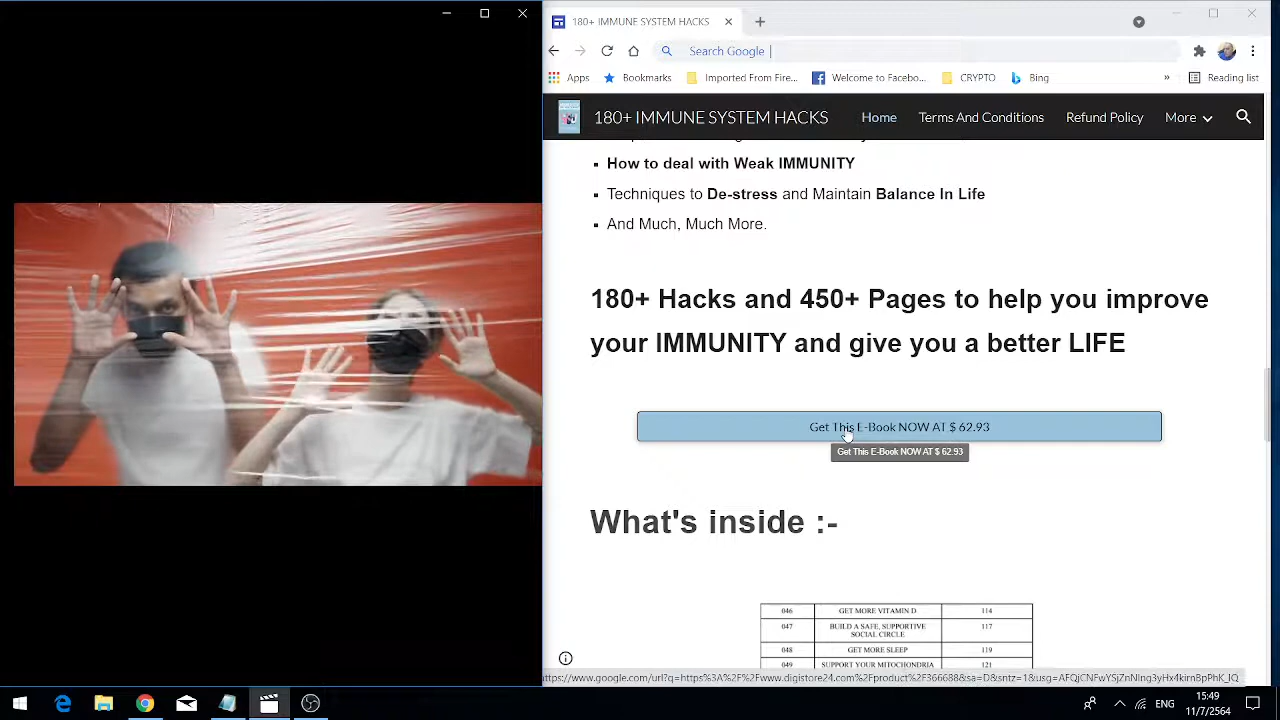 180+ IMMUNE SYSTEM HACKS
Search Google
Apps
Bookmarks
Imported From Fire...
Welcome to Facebo...
CRYPTO
Bing
»
Reading list
180+ IMMUNE SYSTEM HACKS
Home
Terms And Conditions
Refund Policy
More
How to deal with Weak IMMUNITY
Techniques to De-stress and Maintain Balance In Life
And Much, Much More.
180+ Hacks and 450+ Pages to help you improve
your IMMUNITY and give you a better LIFE
Get This E-Book NOW AT $ 62.93
Get This E-Book NOW AT $ 62.93
What's inside :-
046 GET MORE VITAMIN D 114
047 BUILD A SAFE, SUPPORTIVE SOCIAL CIRCLE 117
048 GET MORE SLEEP 119
049 SUPPORT YOUR MITOCHONDRIA 121
ENG
15:49
11/7/2564